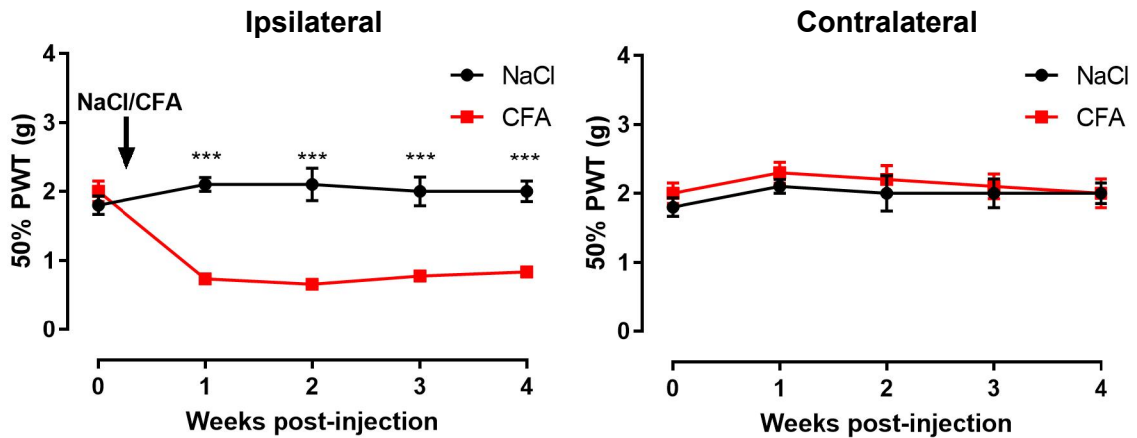 Ipsilateral
4
3
2
1
0
50% PWT (g)
NaCl/CFA
NaCl
CFA
*** *** *** ***
0 1 2 3 4
Weeks post-injection
Contralateral
4
3
2
1
0
50% PWT (g)
NaCl
CFA
0 1 2 3 4
Weeks post-injection